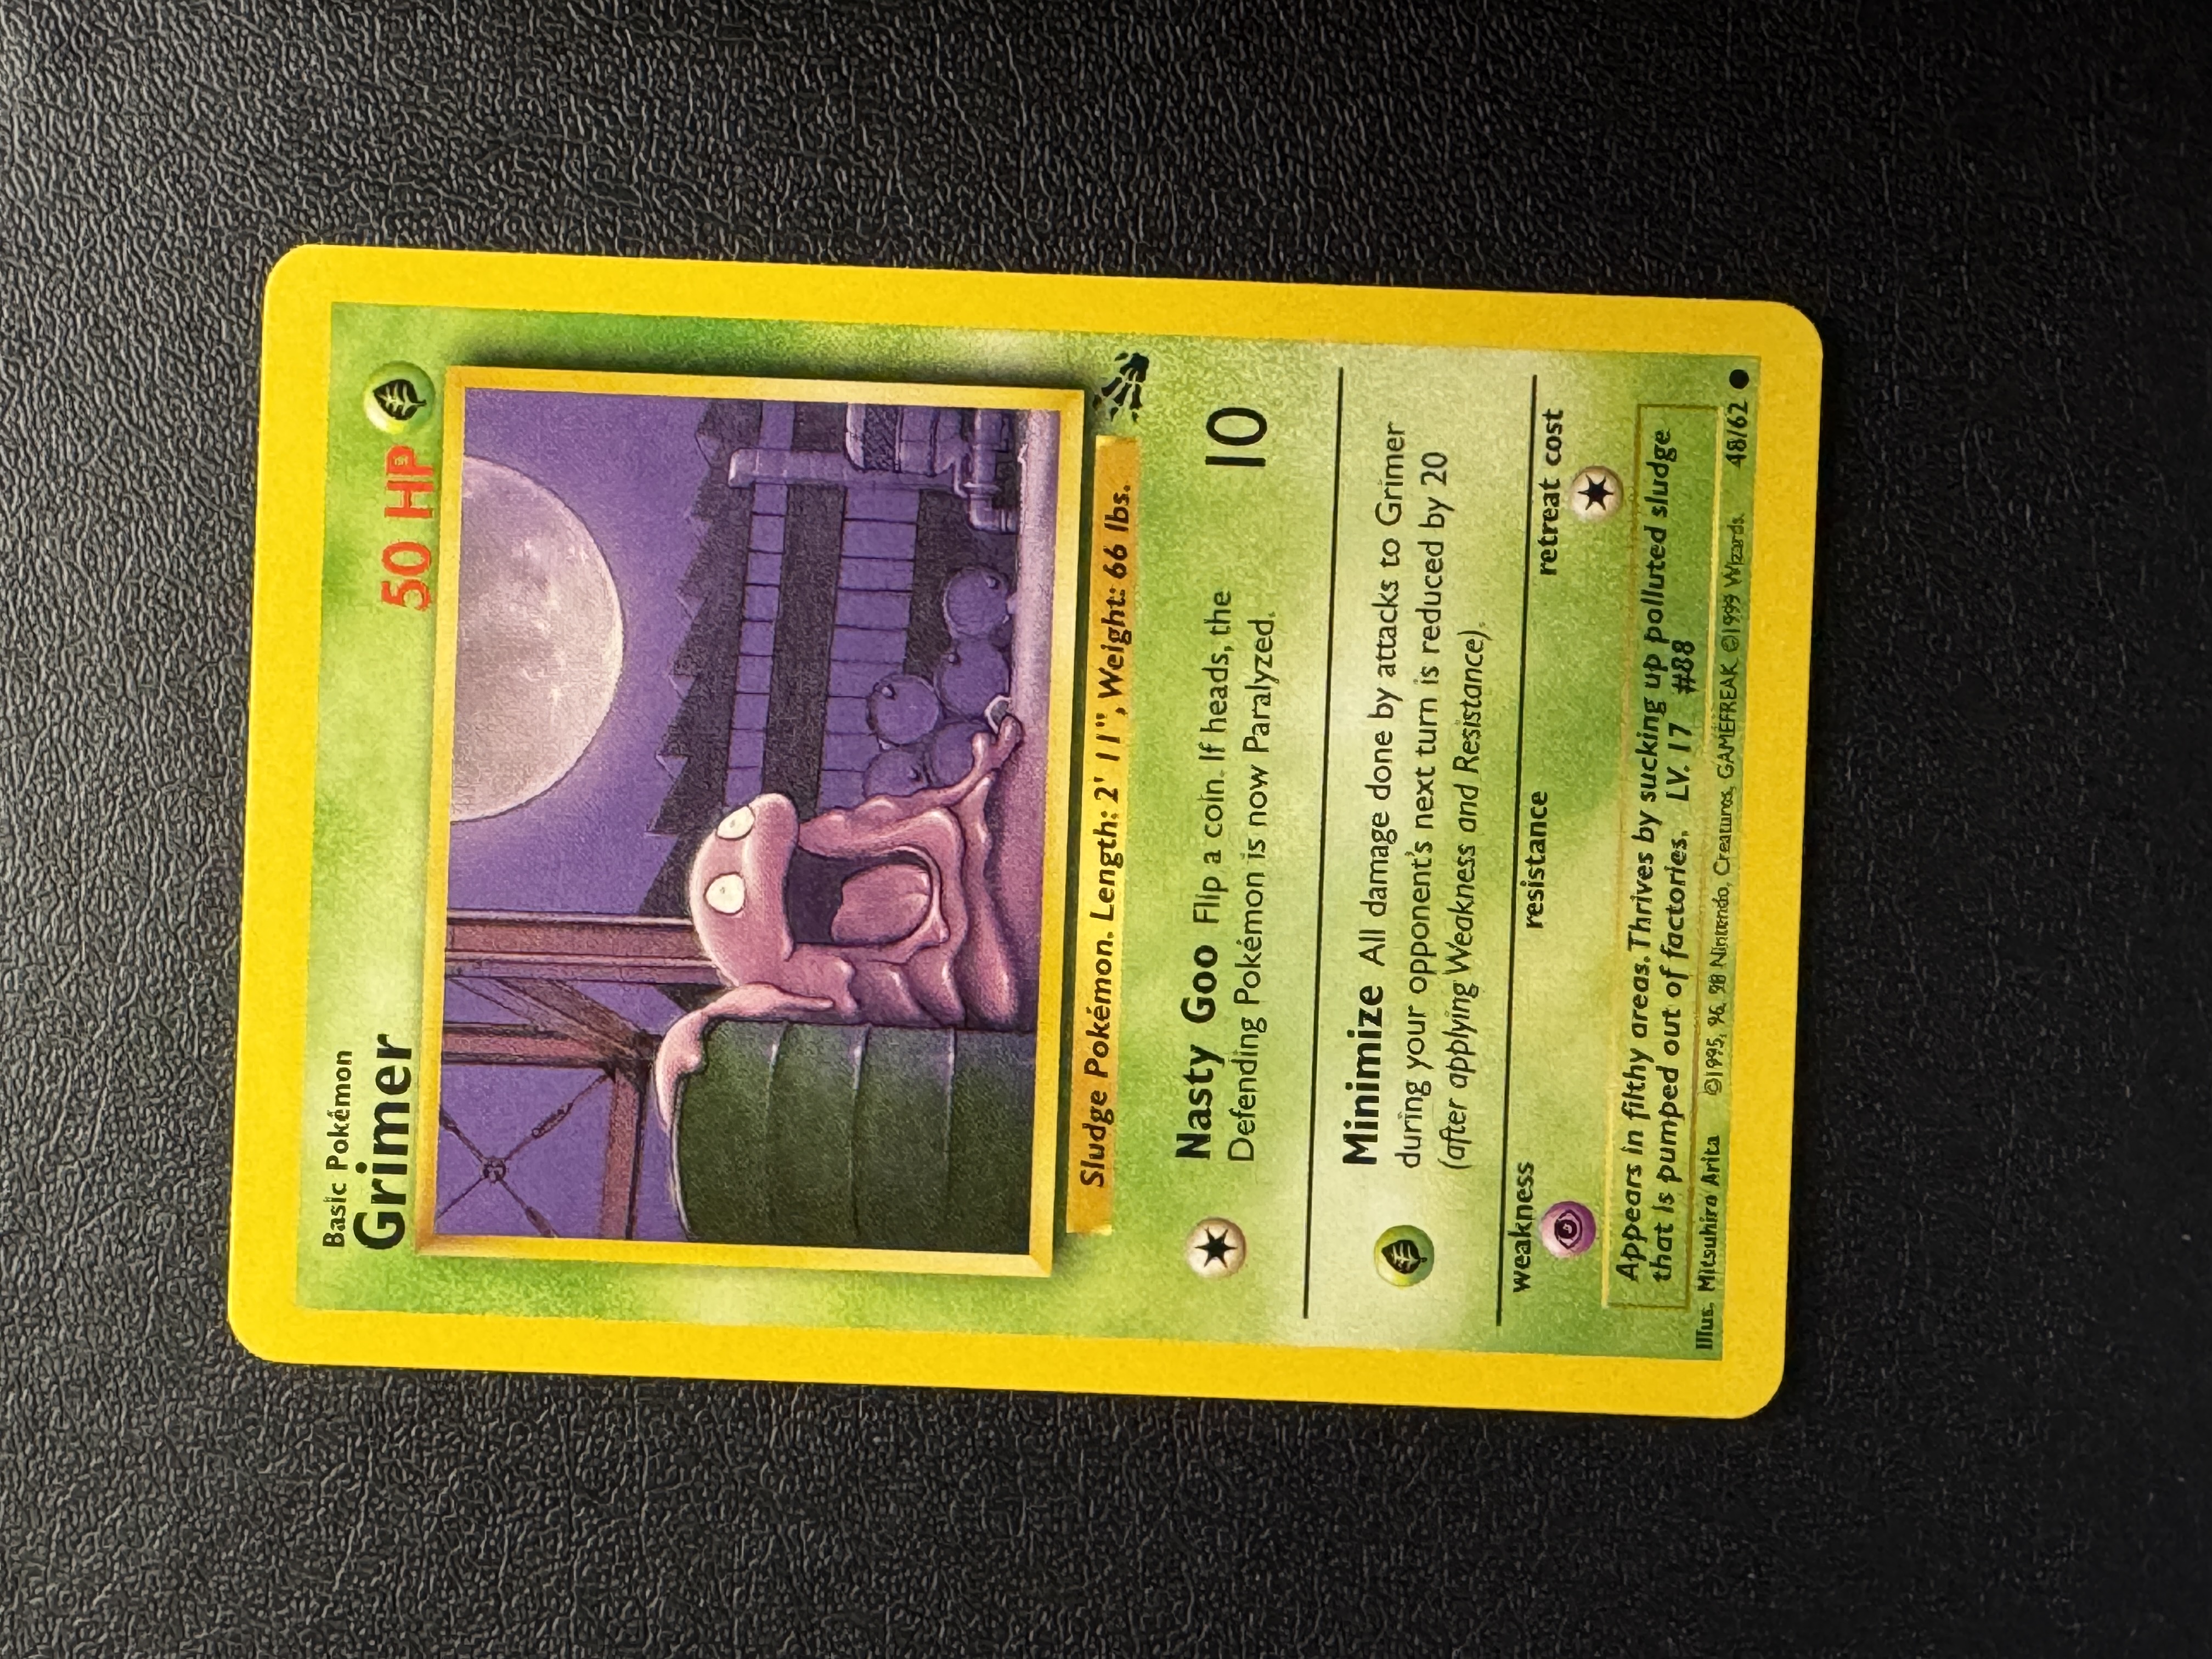 Basic Pokémon
Grimer
50 HP
Sludge Pokémon. Length: 2' 11", Weight: 66 lbs.
Nasty Goo Flip a coin. If heads, the
Defending Pokémon is now Paralyzed.
10
Minimize All damage done by attacks to Grimer
during your opponent's next turn is reduced by 20
(after applying Weakness and Resistance).
weakness
resistance
retreat cost
Appears in filthy areas. Thrives by sucking up polluted sludge
that is pumped out of factories. LV. 17 #88
Illus. Mitsuhiro Arita ©1995, 96, 98 Nintendo, Creatures, GAMEFREAK ©1999 Wizards. 48/62